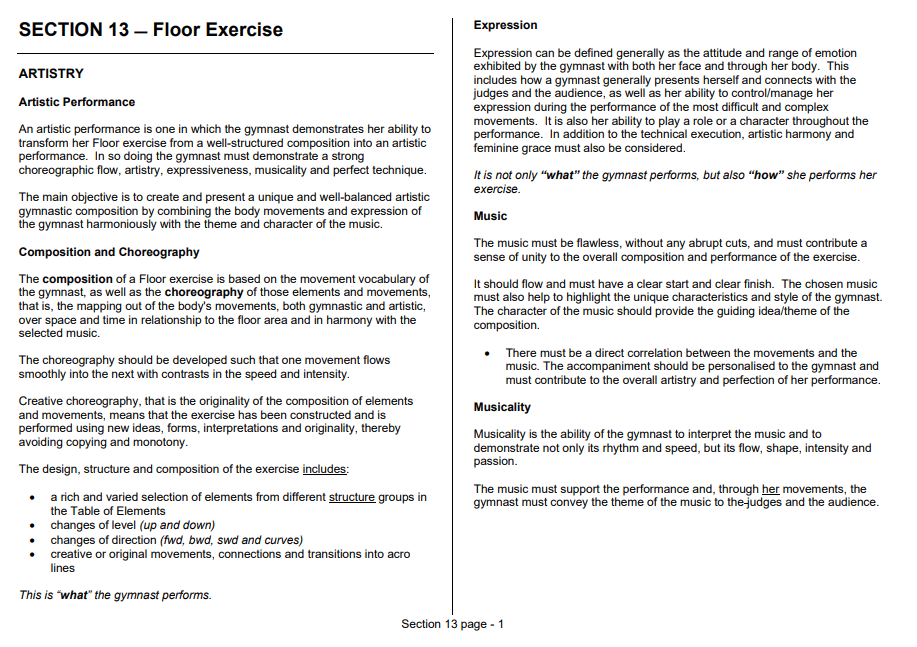 SECTION 13 – Floor Exercise
ARTISTRY
Artistic Performance
An artistic performance is one in which the gymnast demonstrates her ability to
transform her Floor exercise from a well-structured composition into an artistic
performance. In so doing the gymnast must demonstrate a strong
choreographic flow, artistry, expressiveness, musicality and perfect technique.
The main objective is to create and present a unique and well-balanced artistic
gymnastic composition by combining the body movements and expression of
the gymnast harmoniously with the theme and character of the music.
Composition and Choreography
The composition of a Floor exercise is based on the movement vocabulary of
the gymnast, as well as the choreography of those elements and movements,
that is, the mapping out of the body's movements, both gymnastic and artistic,
over space and time in relationship to the floor area and in harmony with the
selected music.
The choreography should be developed such that one movement flows
smoothly into the next with contrasts in the speed and intensity.
Creative choreography, that is the originality of the composition of elements
and movements, means that the exercise has been constructed and is
performed using new ideas, forms, interpretations and originality, thereby
avoiding copying and monotony.
The design, structure and composition of the exercise includes:
• a rich and varied selection of elements from different structure groups in
the Table of Elements
• changes of level (up and down)
• changes of direction (fwd, bwd, swd and curves)
• creative or original movements, connections and transitions into acro
lines
This is "what" the gymnast performs.
Expression
Expression can be defined generally as the attitude and range of emotion
exhibited by the gymnast with both her face and through her body. This
includes how a gymnast generally presents herself and connects with the
judges and the audience, as well as her ability to control/manage her
expression during the performance of the most difficult and complex
movements. It is also her ability to play a role or a character throughout the
performance. In addition to the technical execution, artistic harmony and
feminine grace must also be considered.
It is not only "what" the gymnast performs, but also "how" she performs her
exercise.
Music
The music must be flawless, without any abrupt cuts, and must contribute a
sense of unity to the overall composition and performance of the exercise.
It should flow and must have a clear start and clear finish. The chosen music
must also help to highlight the unique characteristics and style of the gymnast.
The character of the music should provide the guiding idea/theme of the
composition.
• There must be a direct correlation between the movements and the
music. The accompaniment should be personalised to the gymnast and
must contribute to the overall artistry and perfection of her performance.
Musicality
Musicality is the ability of the gymnast to interpret the music and to
demonstrate not only its rhythm and speed, but its flow, shape, intensity and
passion.
The music must support the performance and, through her movements, the
gymnast must convey the theme of the music to the judges and the audience.
Section 13 page - 1